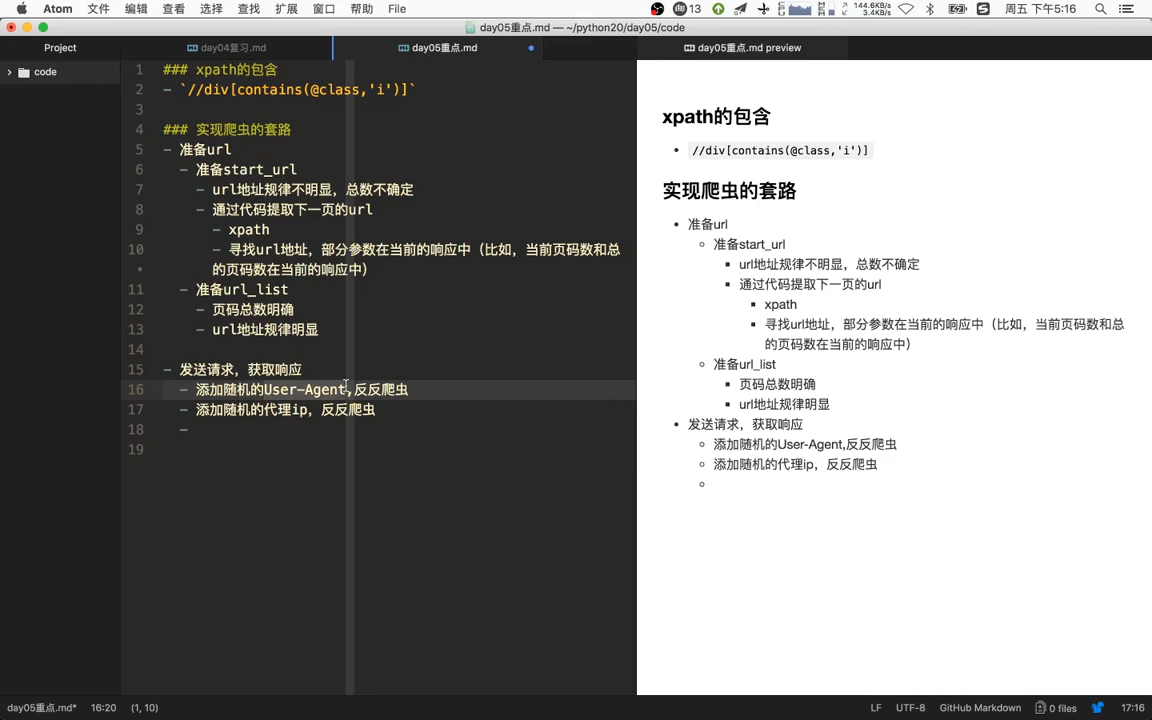 Atom 文件 编辑 查看 选择 查找 扩展 窗口 帮助 File 13 144.6KB/s 3.4KB/s 周五 下午5:16
day05重点.md — ~/python20/day05/code
Project day04复习.md day05重点.md day05重点.md preview
code
1 ### xpath的包含
2 - `//div[contains(@class,'i')]`
3
4 ### 实现爬虫的套路
5 - 准备url
6 - 准备start_url
7 - url地址规律不明显，总数不确定
8 - 通过代码提取下一页的url
9 - xpath
10 - 寻找url地址，部分参数在当前的响应中（比如，当前页码数和总
的页码数在当前的响应中）
11 - 准备url_list
12 - 页码总数明确
13 - url地址规律明显
14
15 - 发送请求，获取响应
16 - 添加随机的User-Agent,反反爬虫
17 - 添加随机的代理ip，反反爬虫
18 -
19
xpath的包含
//div[contains(@class,'i')]
实现爬虫的套路
准备url
准备start_url
url地址规律不明显，总数不确定
通过代码提取下一页的url
xpath
寻找url地址，部分参数在当前的响应中（比如，当前页码数和总
的页码数在当前的响应中）
准备url_list
页码总数明确
url地址规律明显
发送请求，获取响应
添加随机的User-Agent,反反爬虫
添加随机的代理ip，反反爬虫
day05重点.md* 16:20 (1, 10) LF UTF-8 GitHub Markdown 0 files 17:16